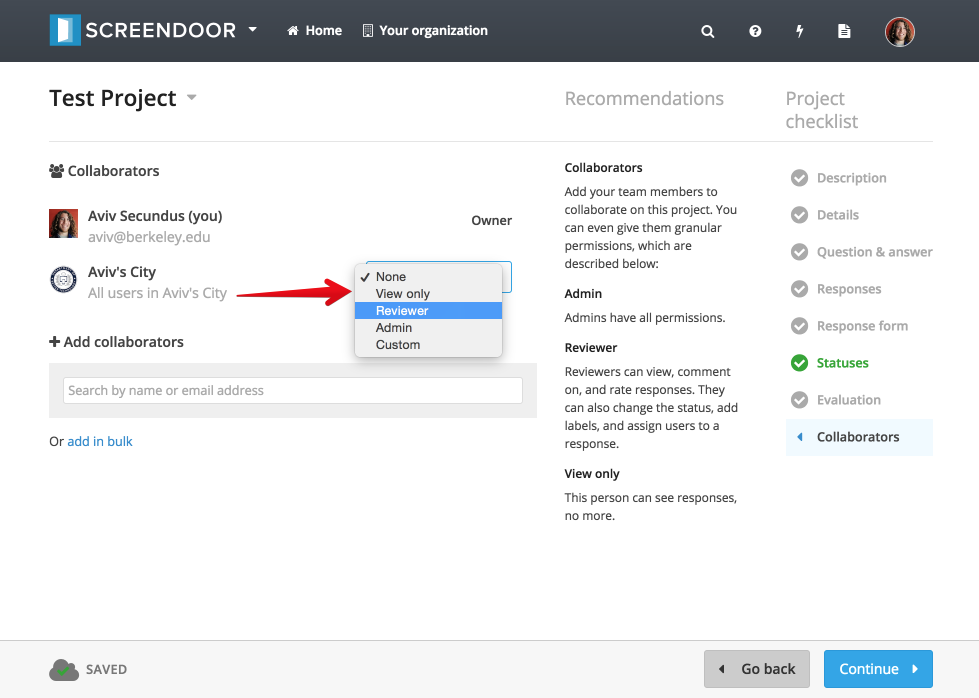 SCREENDOOR
Home
Your organization
Test Project
Recommendations
Project
checklist
Collaborators
Aviv Secundus (you)
aviv@berkeley.edu
Owner
Aviv's City
All users in Aviv's City
None
View only
Reviewer
Admin
Custom
Add collaborators
Search by name or email address
Or add in bulk
Collaborators
Add your team members to
collaborate on this project. You
can even give them granular
permissions, which are
described below:
Admin
Admins have all permissions.
Reviewer
Reviewers can view, comment
on, and rate responses. They
can also change the status, add
labels, and assign users to a
response.
View only
This person can see responses,
no more.
Description
Details
Question & answer
Responses
Response form
Statuses
Evaluation
Collaborators
SAVED
Go back
Continue